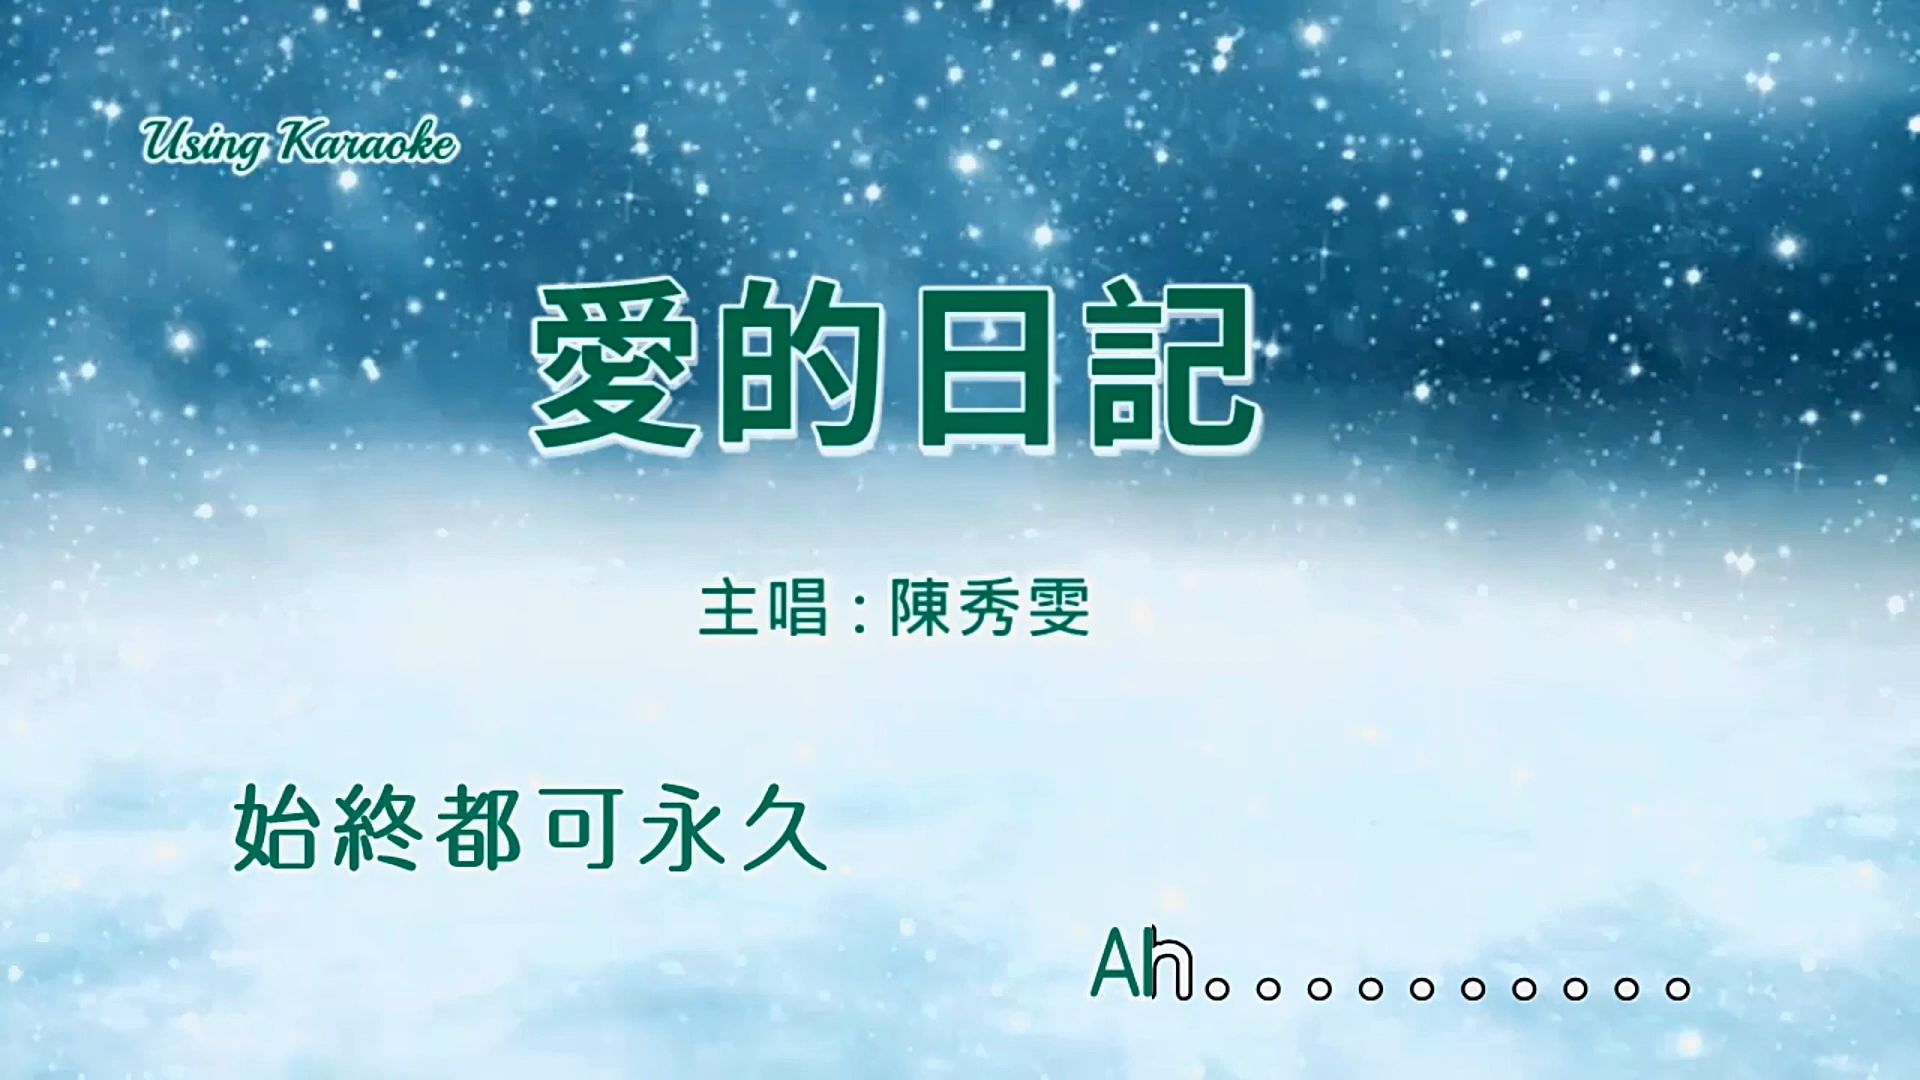 Using Karaoke
愛的日記
主唱 : 陳秀雯
始終都可永久
Ah..........